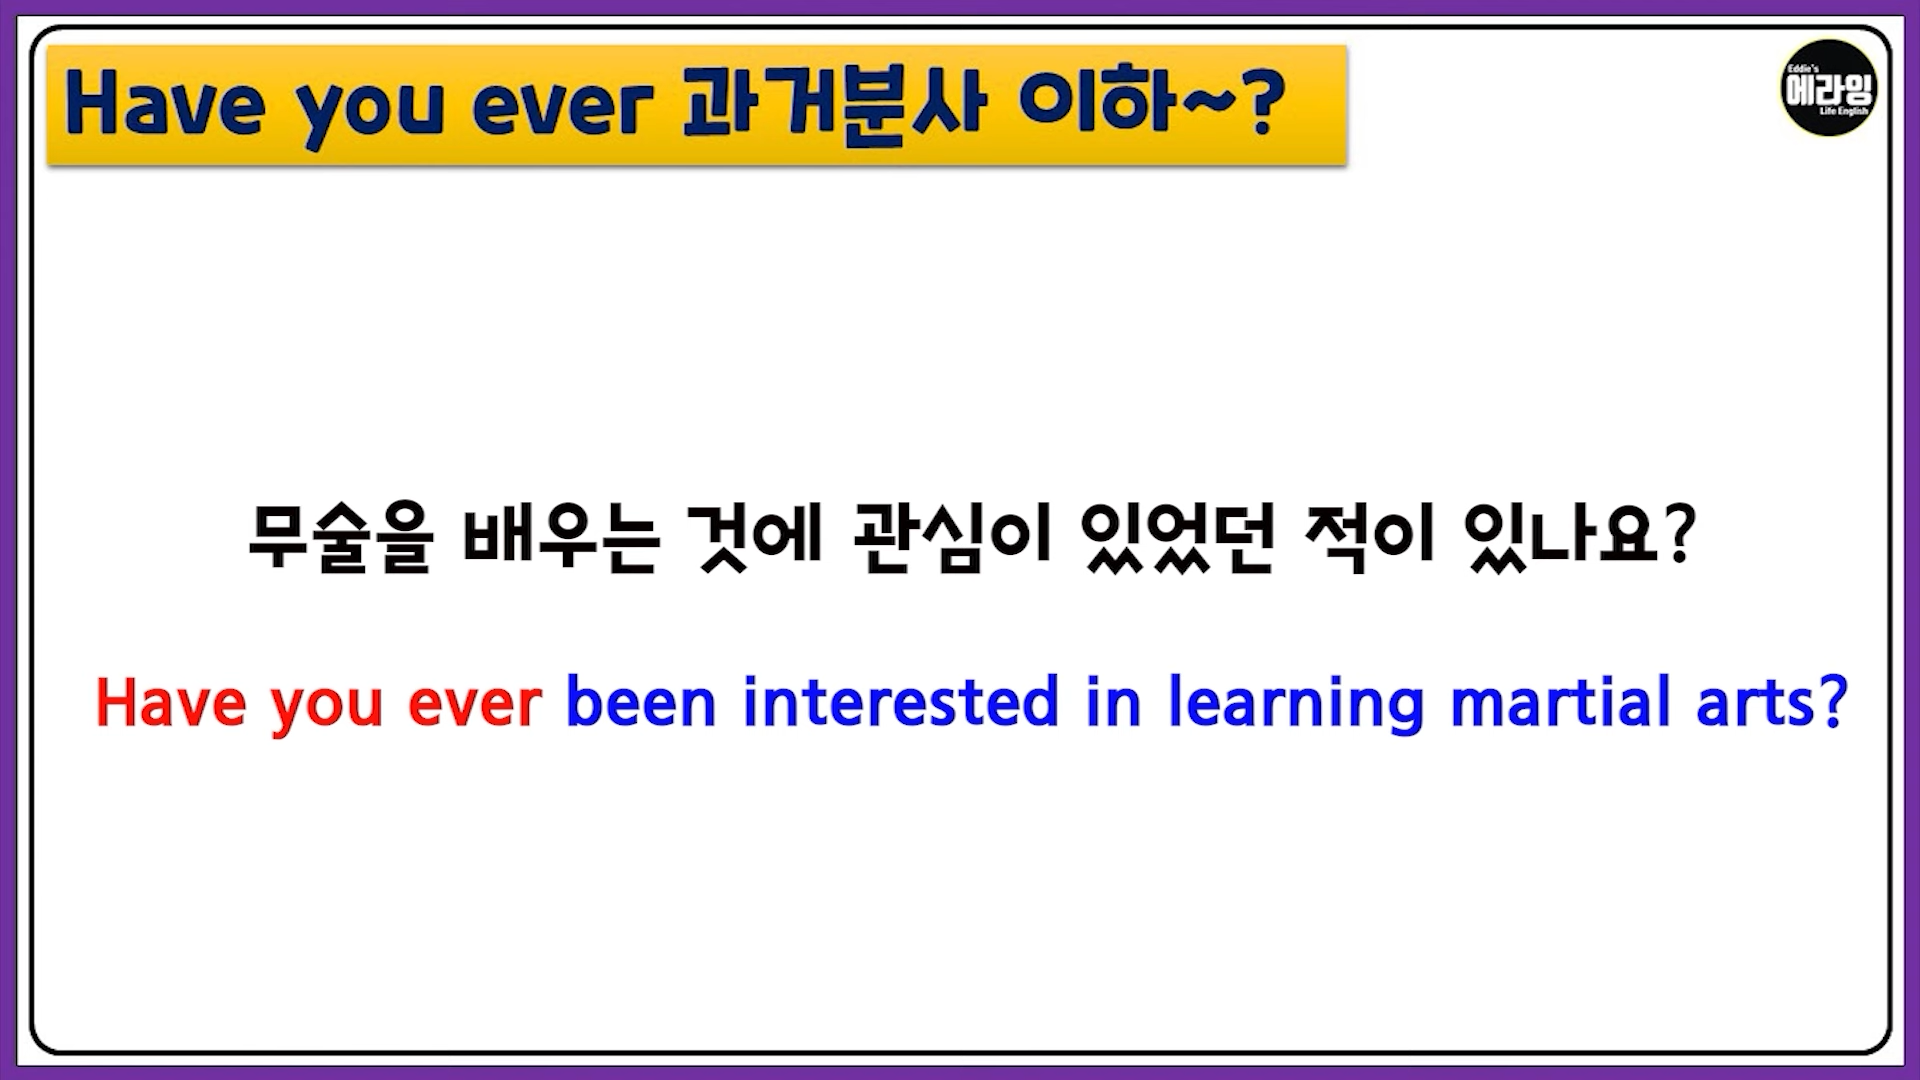 Have you ever 과거분사 이하~?
Eddie's
에라잉
Life English
무술을 배우는 것에 관심이 있었던 적이 있나요?
Have you ever been interested in learning martial arts?